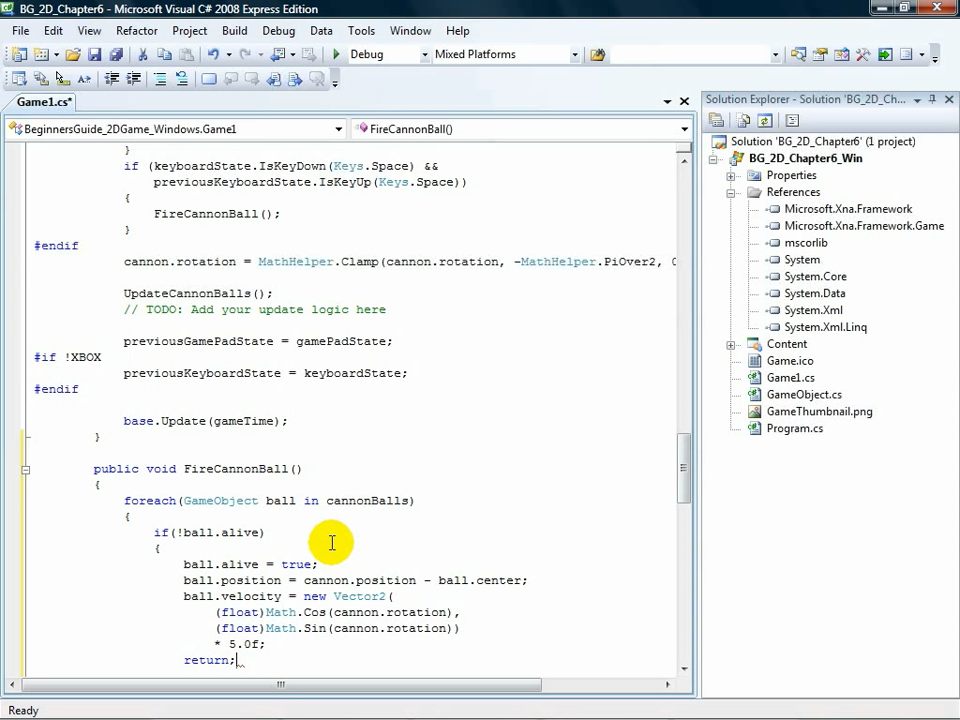 BG_2D_Chapter6 - Microsoft Visual C# 2008 Express Edition
File Edit View Refactor Project Build Debug Data Tools Window Help
Debug Mixed Platforms
Game1.cs*
BeginnersGuide_2DGame_Windows.Game1 FireCannonBall()
}
if (keyboardState.IsKeyDown(Keys.Space) &&
previousKeyboardState.IsKeyUp(Keys.Space))
{
FireCannonBall();
}
#endif
cannon.rotation = MathHelper.Clamp(cannon.rotation, -MathHelper.PiOver2, 0
UpdateCannonBalls();
// TODO: Add your update logic here
previousGamePadState = gamePadState;
#if !XBOX
previousKeyboardState = keyboardState;
#endif
base.Update(gameTime);
}
public void FireCannonBall()
{
foreach(GameObject ball in cannonBalls)
{
if(!ball.alive)
{
ball.alive = true;
ball.position = cannon.position - ball.center;
ball.velocity = new Vector2(
(float)Math.Cos(cannon.rotation),
(float)Math.Sin(cannon.rotation))
* 5.0f;
return;
Solution Explorer - Solution 'BG_2D_Ch...
Solution 'BG_2D_Chapter6' (1 project)
BG_2D_Chapter6_Win
Properties
References
Microsoft.Xna.Framework
Microsoft.Xna.Framework.Game
mscorlib
System
System.Core
System.Data
System.Xml
System.Xml.Linq
Content
Game.ico
Game1.cs
GameObject.cs
GameThumbnail.png
Program.cs
Ready